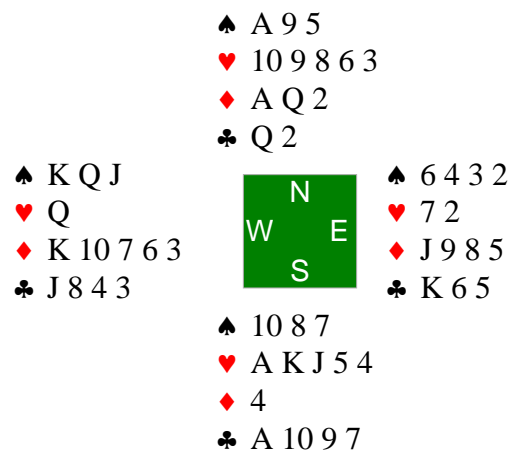 ♠ A 9 5
♥ 10 9 8 6 3
♦ A Q 2
♣ Q 2
♠ K Q J
♥ Q
♦ K 10 7 6 3
♣ J 8 4 3
N
W E
S
♠ 6 4 3 2
♥ 7 2
♦ J 9 8 5
♣ K 6 5
♠ 10 8 7
♥ A K J 5 4
♦ 4
♣ A 10 9 7